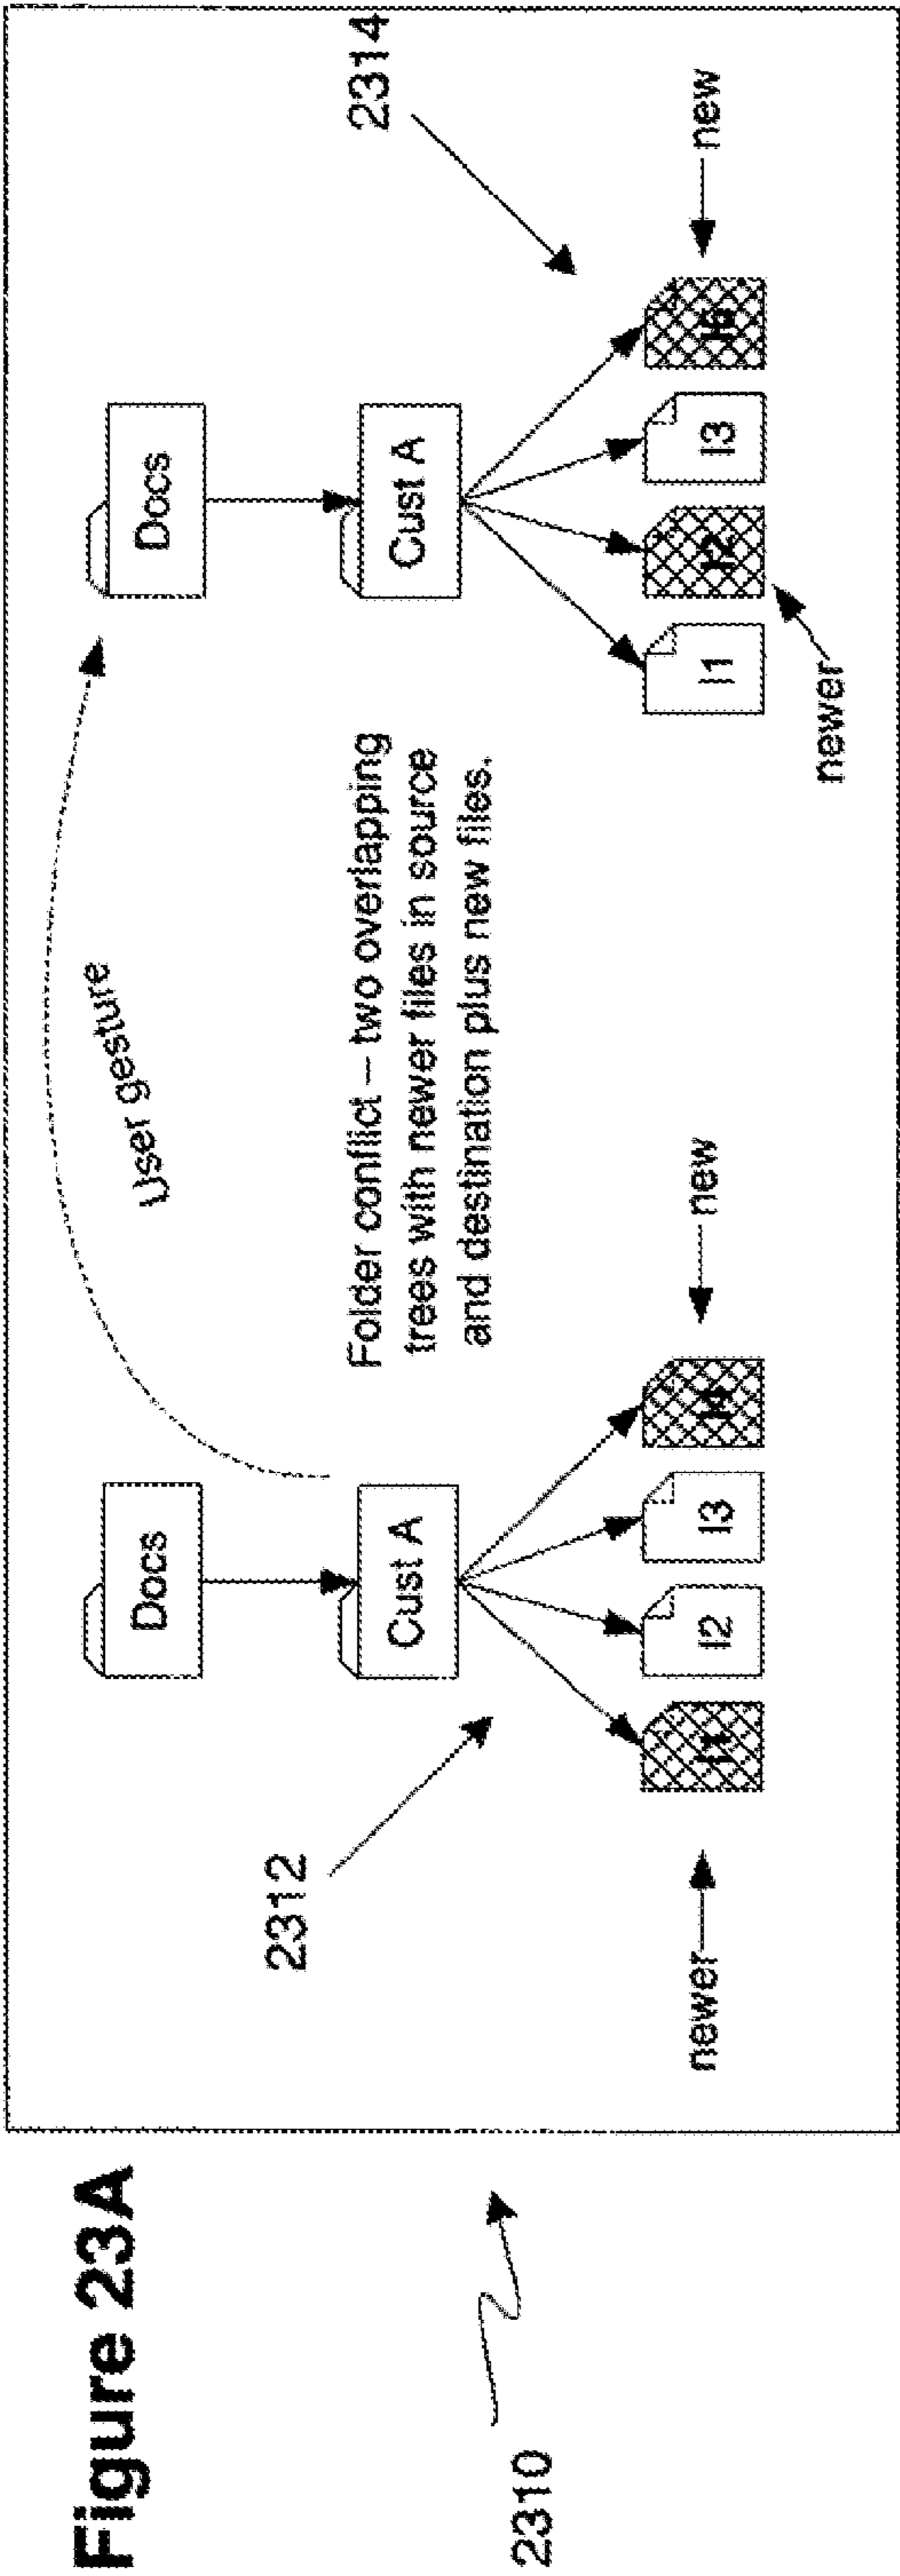 Figure 23A
2310
User gesture
Docs
Docs
2312
2314
Cust A
Cust A
Folder conflict – two overlapping
trees with newer files in source
and destination plus new files.
newer
I1
I2
I3
I4
new
I1
I2
I3
new
newer